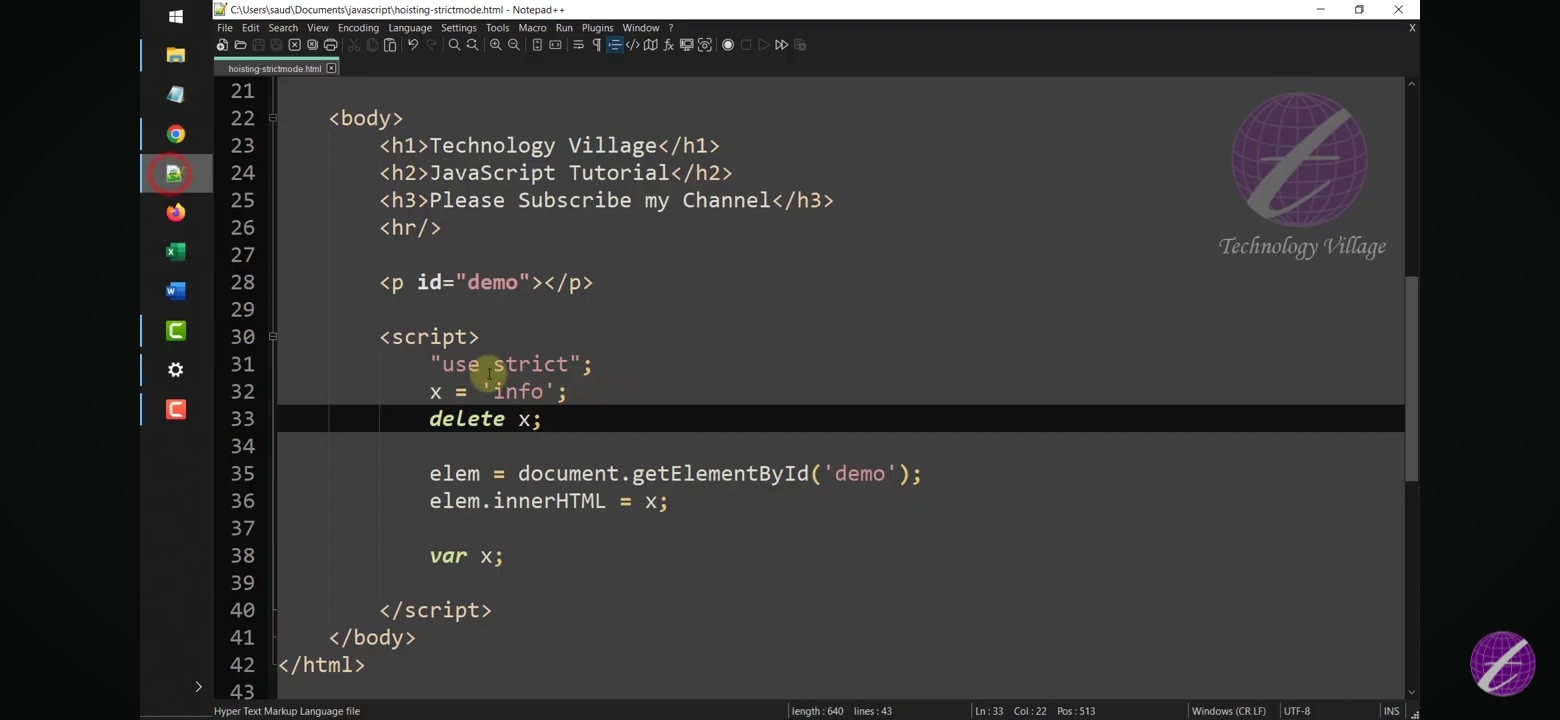 C:\Users\saud\Documents\javascript\hoisting-strictmode.html - Notepad++
File Edit Search View Encoding Language Settings Tools Macro Run Plugins Window ? X
hoisting-strictmode.html
21
22 <body>
23 <h1>Technology Village</h1>
24 <h2>JavaScript Tutorial</h2>
25 <h3>Please Subscribe my Channel</h3>
26 <hr/>
27
28 <p id="demo"></p>
29
30 <script>
31 "use strict";
32 x = 'info';
33 delete x;
34
35 elem = document.getElementById('demo');
36 elem.innerHTML = x;
37
38 var x;
39
40 </script>
41 </body>
42 </html>
43
Technology Village
Hyper Text Markup Language file length : 640 lines : 43 Ln : 33 Col : 22 Pos : 513 Windows (CR LF) UTF-8 INS